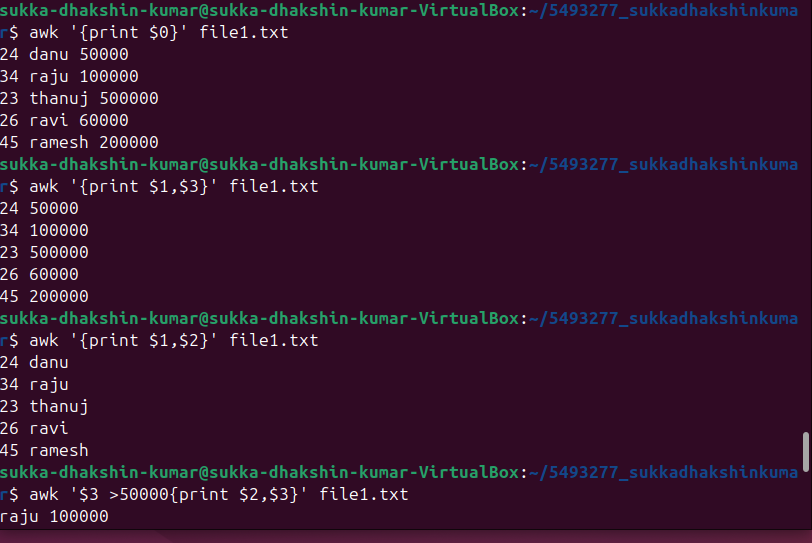 sukka-dhakshin-kumar@sukka-dhakshin-kumar-VirtualBox:~/5493277_sukkadhakshinkuma
r$ awk '{print $0}' file1.txt
24 danu 50000
34 raju 100000
23 thanuj 500000
26 ravi 60000
45 ramesh 200000
sukka-dhakshin-kumar@sukka-dhakshin-kumar-VirtualBox:~/5493277_sukkadhakshinkuma
r$ awk '{print $1,$3}' file1.txt
24 50000
34 100000
23 500000
26 60000
45 200000
sukka-dhakshin-kumar@sukka-dhakshin-kumar-VirtualBox:~/5493277_sukkadhakshinkuma
r$ awk '{print $1,$2}' file1.txt
24 danu
34 raju
23 thanuj
26 ravi
45 ramesh
sukka-dhakshin-kumar@sukka-dhakshin-kumar-VirtualBox:~/5493277_sukkadhakshinkuma
r$ awk '$3 >50000{print $2,$3}' file1.txt
raju 100000